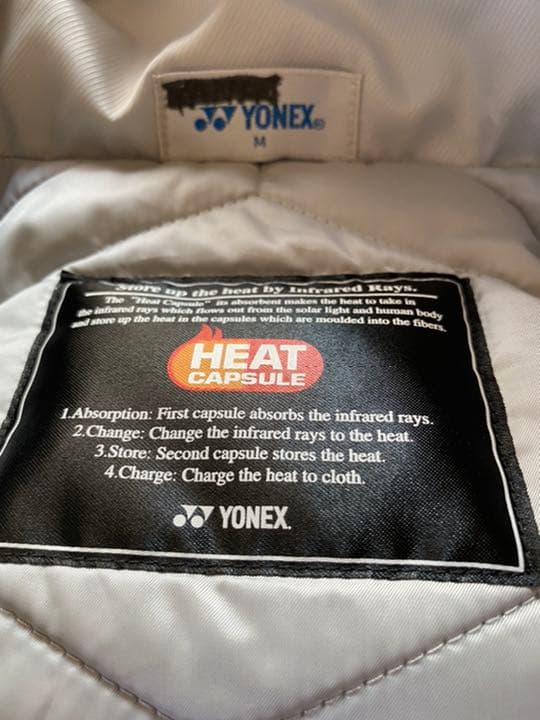 YONEX®
M
Store up the heat by Infrared Rays.
The "Heat Capsule" its absorbent makes the heat to take in
the infrared rays which flows out from the solar light and human body
and store up the heat in the capsules which are moulded into the fibers.
HEAT
CAPSULE
1.Absorption: First capsule absorbs the infrared rays.
2.Change: Change the infrared rays to the heat.
3.Store: Second capsule stores the heat.
4.Charge: Charge the heat to cloth.
YONEX.